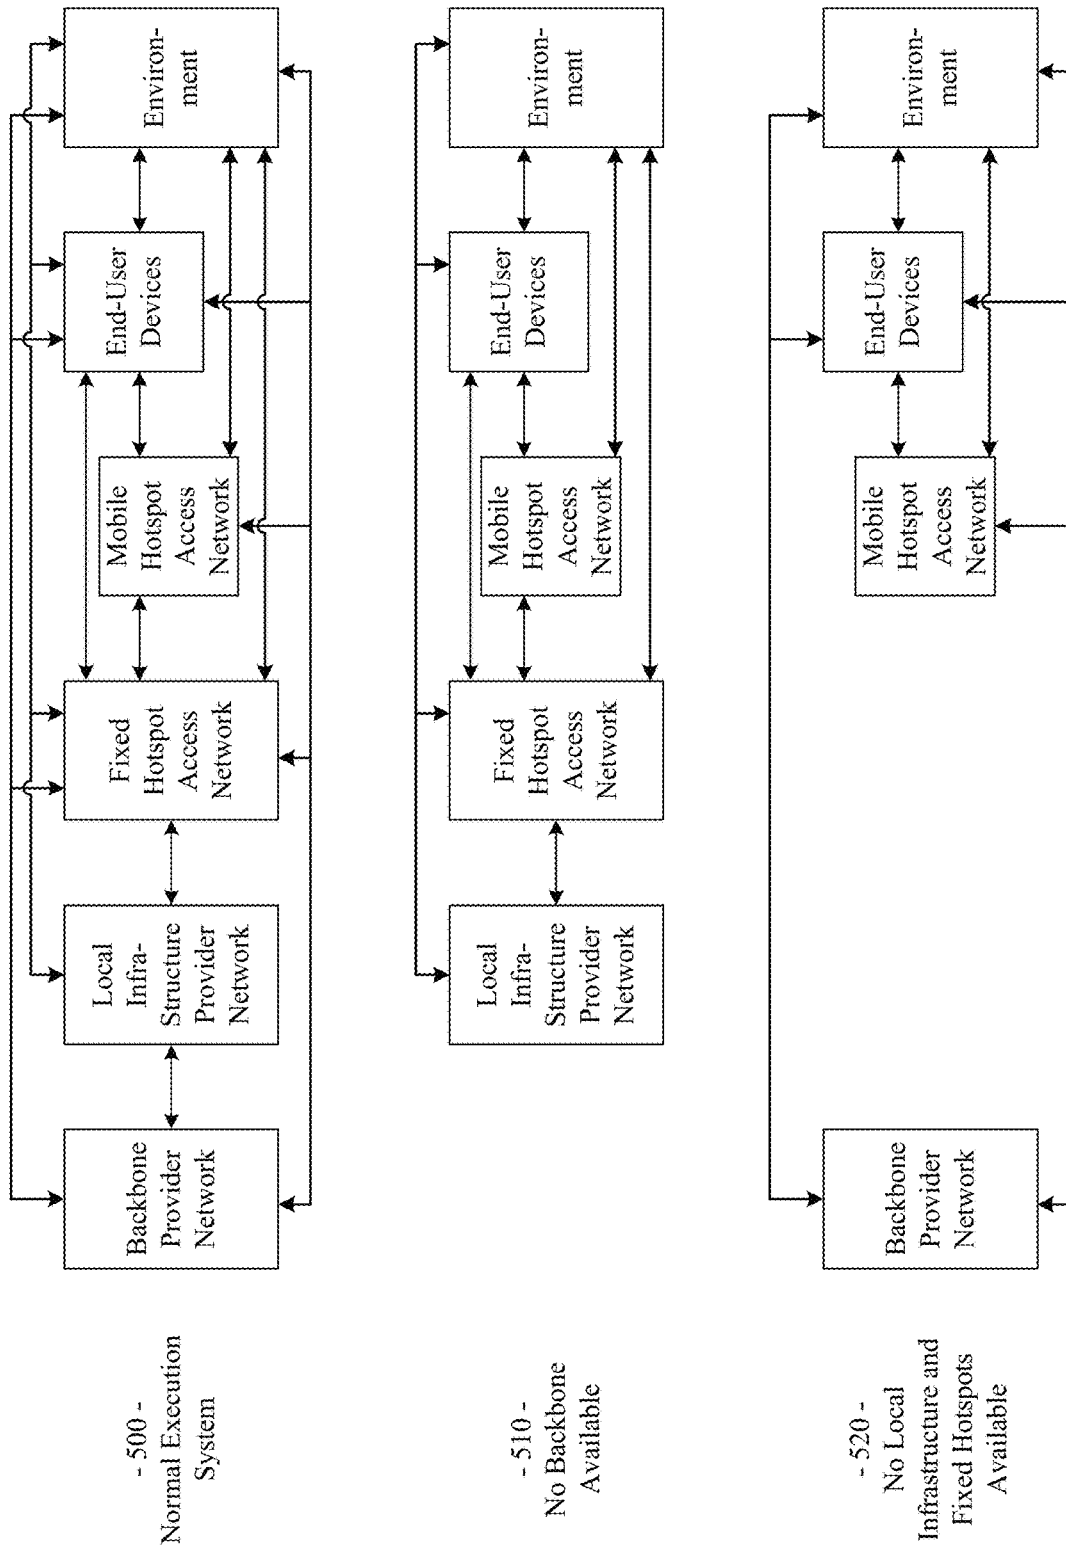 - 500 -
Normal Execution
System
Backbone
Provider
Network
Local
Infra-
Structure
Provider
Network
Fixed
Hotspot
Access
Network
Mobile
Hotspot
Access
Network
End-User
Devices
Environ-
ment
- 510 -
No Backbone
Available
Local
Infra-
Structure
Provider
Network
Fixed
Hotspot
Access
Network
Mobile
Hotspot
Access
Network
End-User
Devices
Environ-
ment
- 520 -
No Local
Infrastructure and
Fixed Hotspots
Available
Backbone
Provider
Network
Mobile
Hotspot
Access
Network
End-User
Devices
Environ-
ment